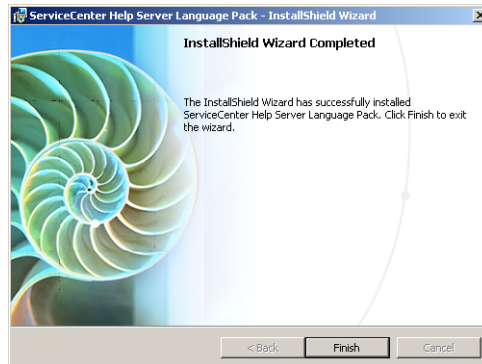 ServiceCenter Help Server Language Pack - InstallShield Wizard
InstallShield Wizard Completed
The InstallShield Wizard has successfully installed
ServiceCenter Help Server Language Pack. Click Finish to exit
the wizard.
< Back
Finish
Cancel